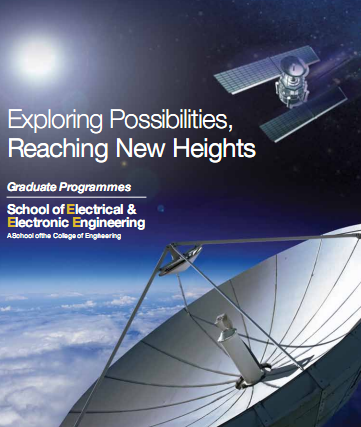 Exploring Possibilities,
Reaching New Heights
Graduate Programmes
School of Electrical &
Electronic Engineering
A School of the College of Engineering